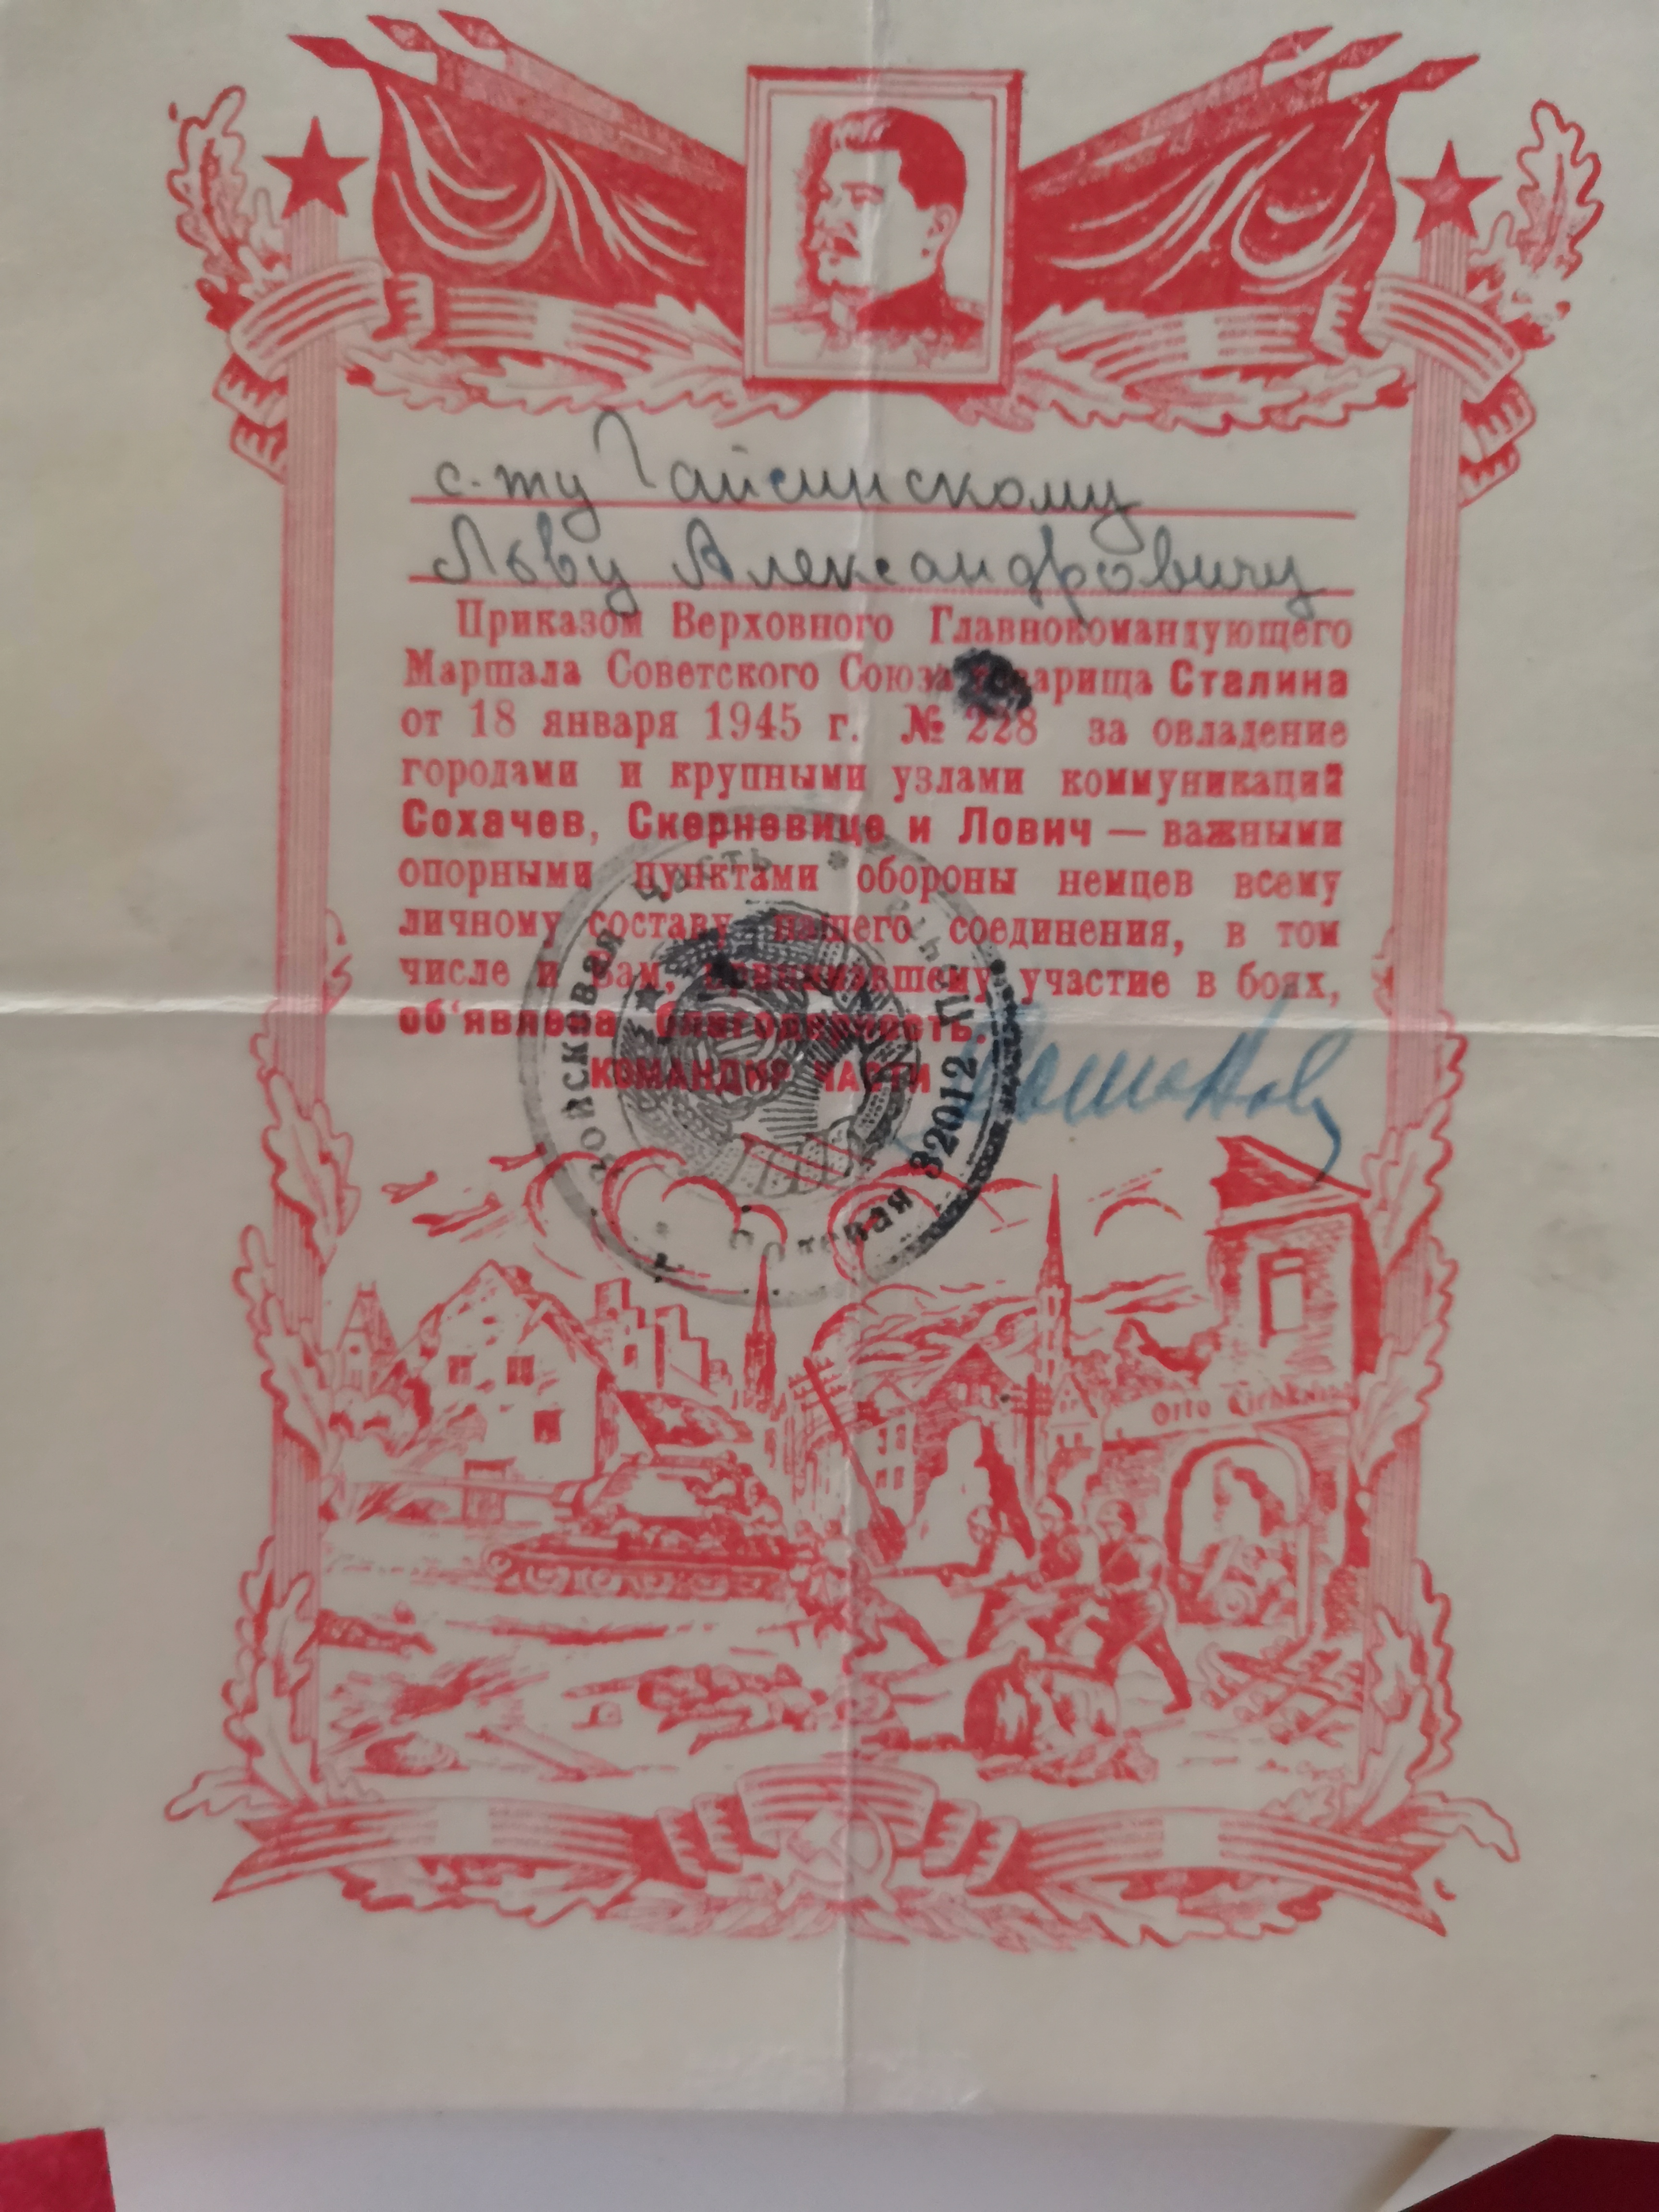 с-ту Гайсинскому
Льву Александровичу
Приказом Верховного Главнокомандующего
Маршала Советского Союза товарища Сталина
от 18 января 1945 г. № 228 за овладение
городами и крупными узлами коммуникаций
Сохачев, Скерневице и Лович — важными
опорными пунктами обороны немцев всему
личному составу нашего соединения, в том
числе и Вам, принимавшему участие в боях,
об‘явлена благодарность.
КОМАНДИР ЧАСТИ
Войсковая часть
Полевая почта 32012
Otto